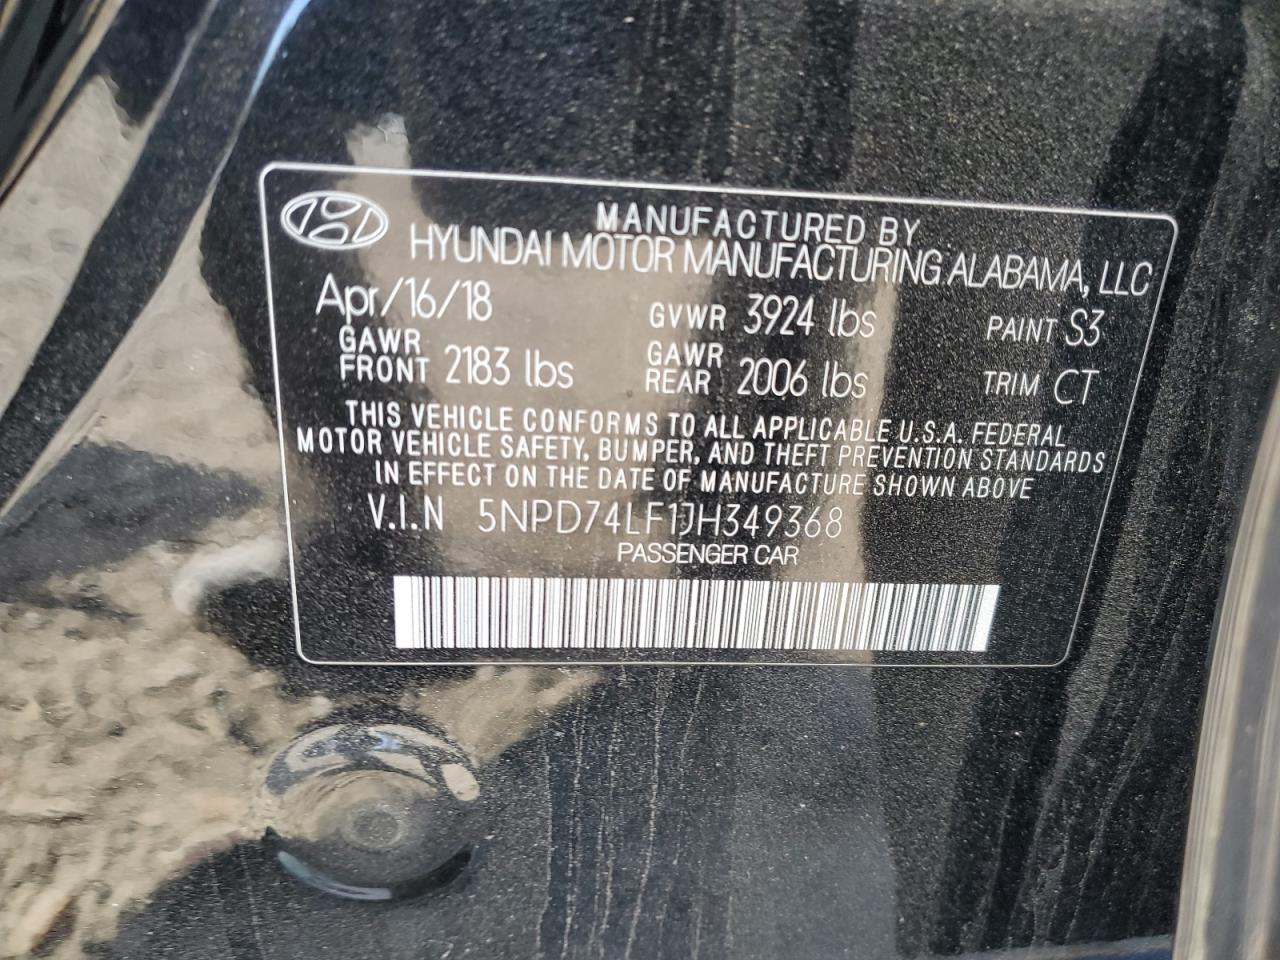 MANUFACTURED BY
HYUNDAI MOTOR MANUFACTURING ALABAMA, LLC
Apr/16/18 GVWR 3924 lbs PAINT S3
GAWR FRONT 2183 lbs GAWR REAR 2006 lbs TRIM CT
THIS VEHICLE CONFORMS TO ALL APPLICABLE U.S.A. FEDERAL
MOTOR VEHICLE SAFETY, BUMPER, AND THEFT PREVENTION STANDARDS
IN EFFECT ON THE DATE OF MANUFACTURE SHOWN ABOVE
V.I.N 5NPD74LF1JH349368
PASSENGER CAR